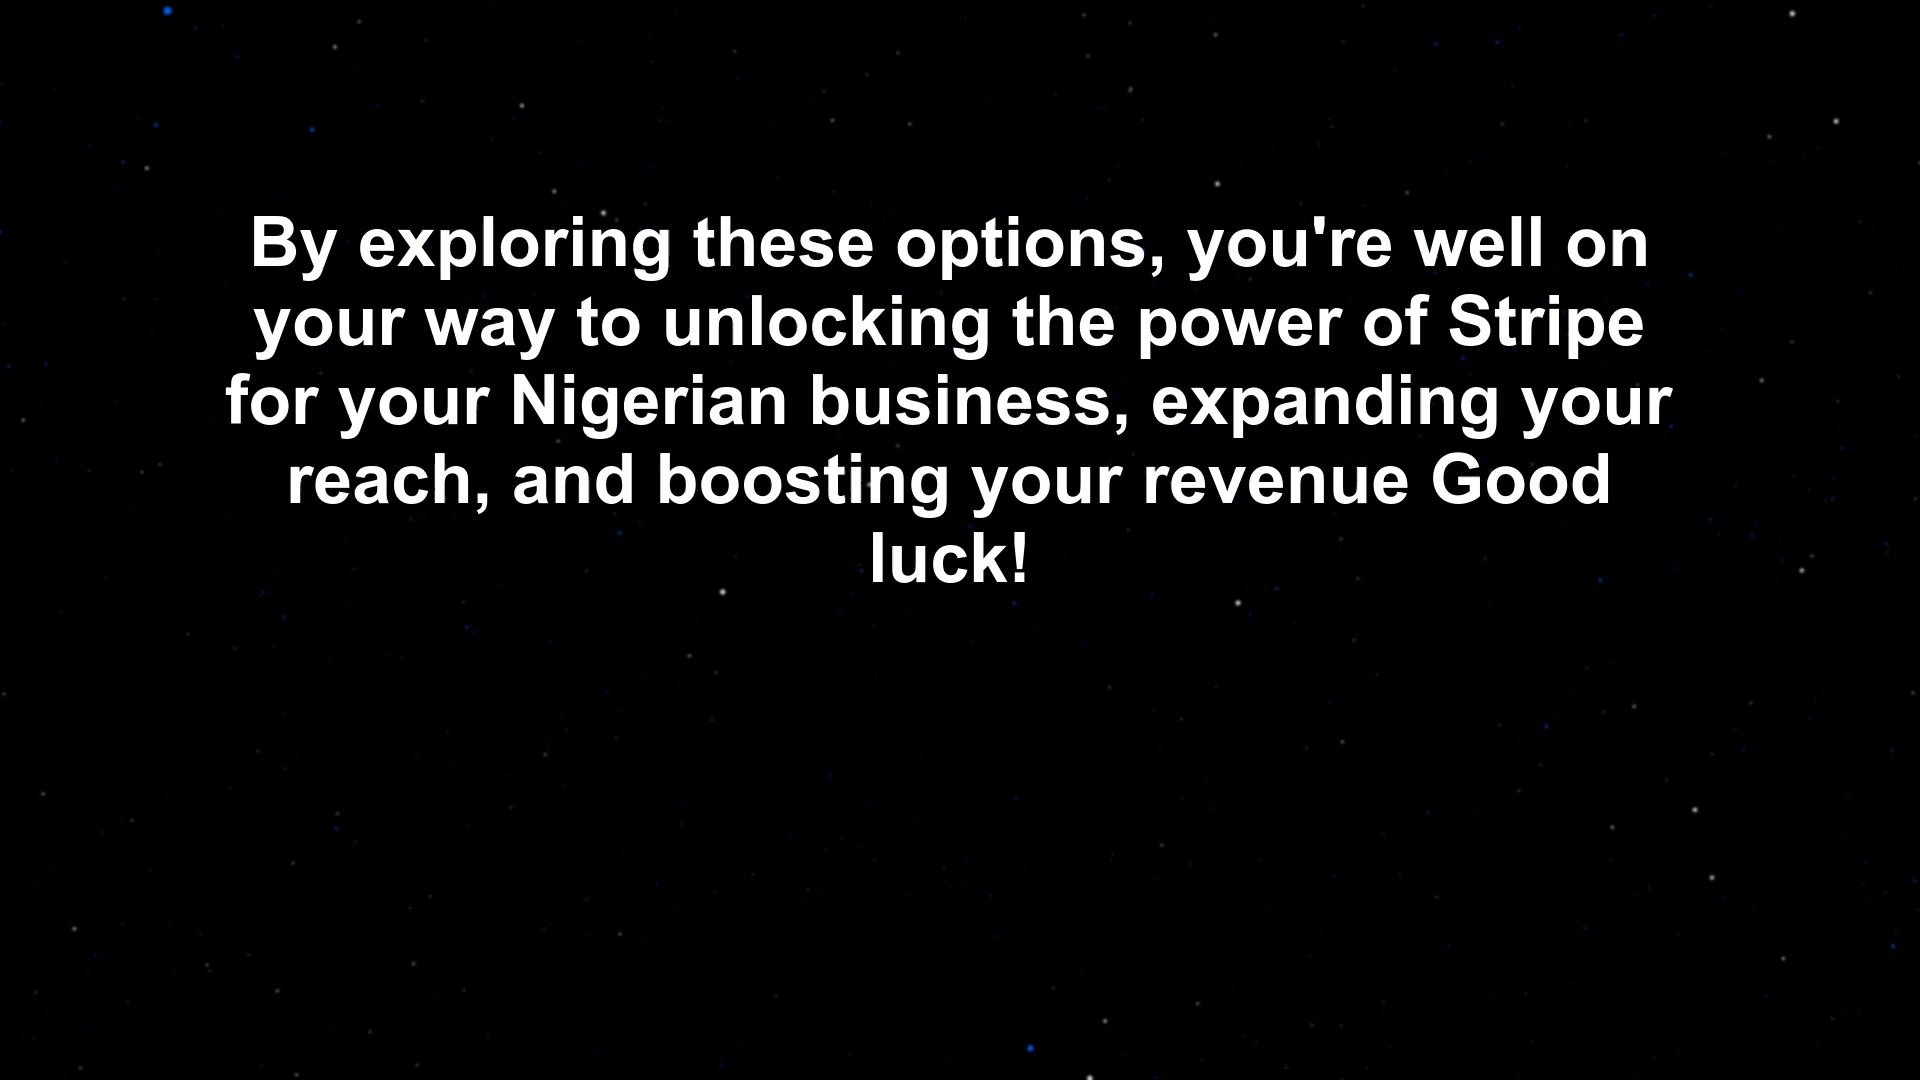 By exploring these options, you're well on
your way to unlocking the power of Stripe
for your Nigerian business, expanding your
reach, and boosting your revenue Good
luck!